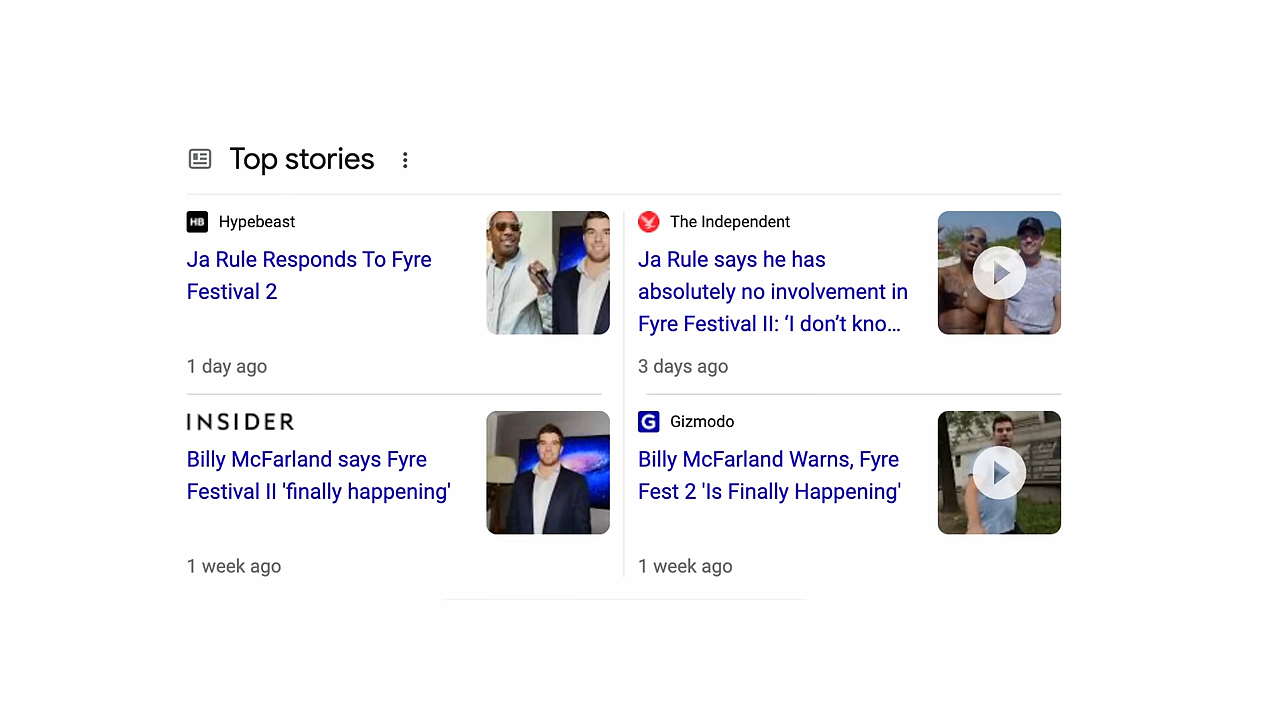 Top stories
HB Hypebeast
Ja Rule Responds To Fyre
Festival 2
1 day ago
The Independent
Ja Rule says he has
absolutely no involvement in
Fyre Festival II: ‘I don’t kno...
3 days ago
INSIDER
Billy McFarland says Fyre
Festival II 'finally happening'
1 week ago
G Gizmodo
Billy McFarland Warns, Fyre
Fest 2 'Is Finally Happening'
1 week ago